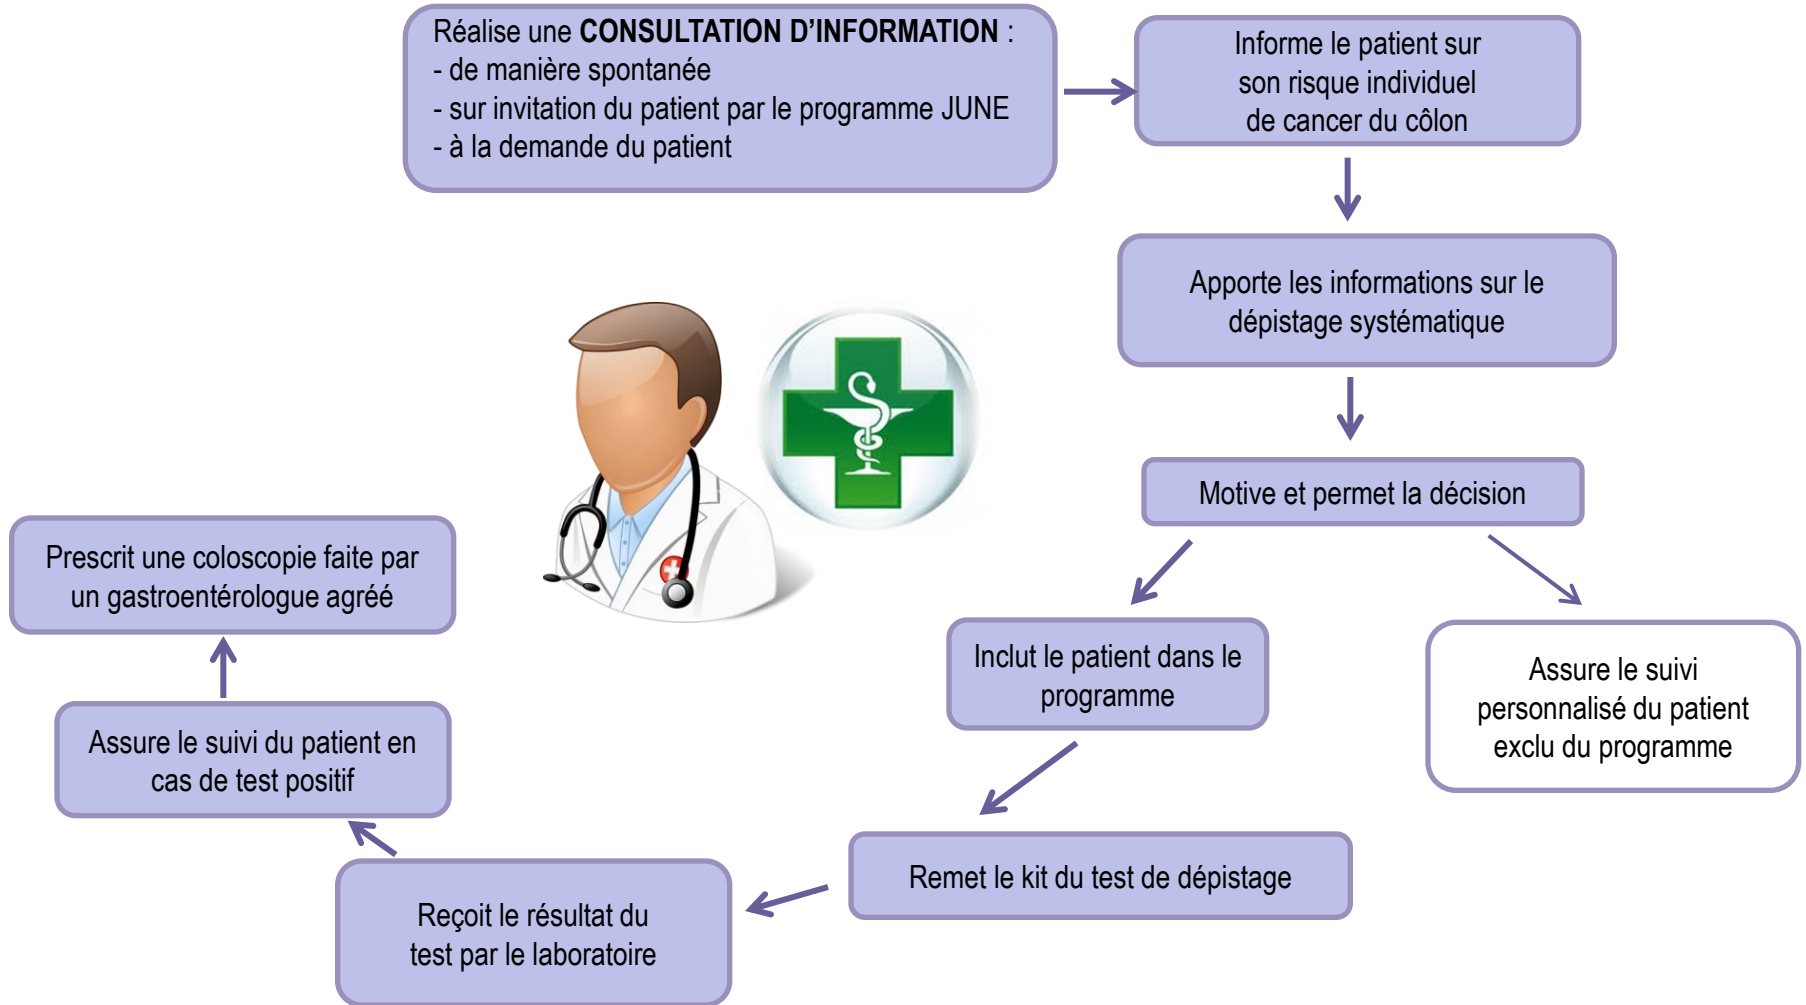 Réalise une CONSULTATION D'INFORMATION :
- de manière spontanée
- sur invitation du patient par le programme JUNE
- à la demande du patient
Informe le patient sur
son risque individuel
de cancer du côlon
Apporte les informations sur le
dépistage systématique
Motive et permet la décision
Inclut le patient dans le
programme
Assure le suivi
personnalisé du patient
exclu du programme
Remet le kit du test de dépistage
Reçoit le résultat du
test par le laboratoire
Assure le suivi du patient en
cas de test positif
Prescrit une coloscopie faite par
un gastroentérologue agréé